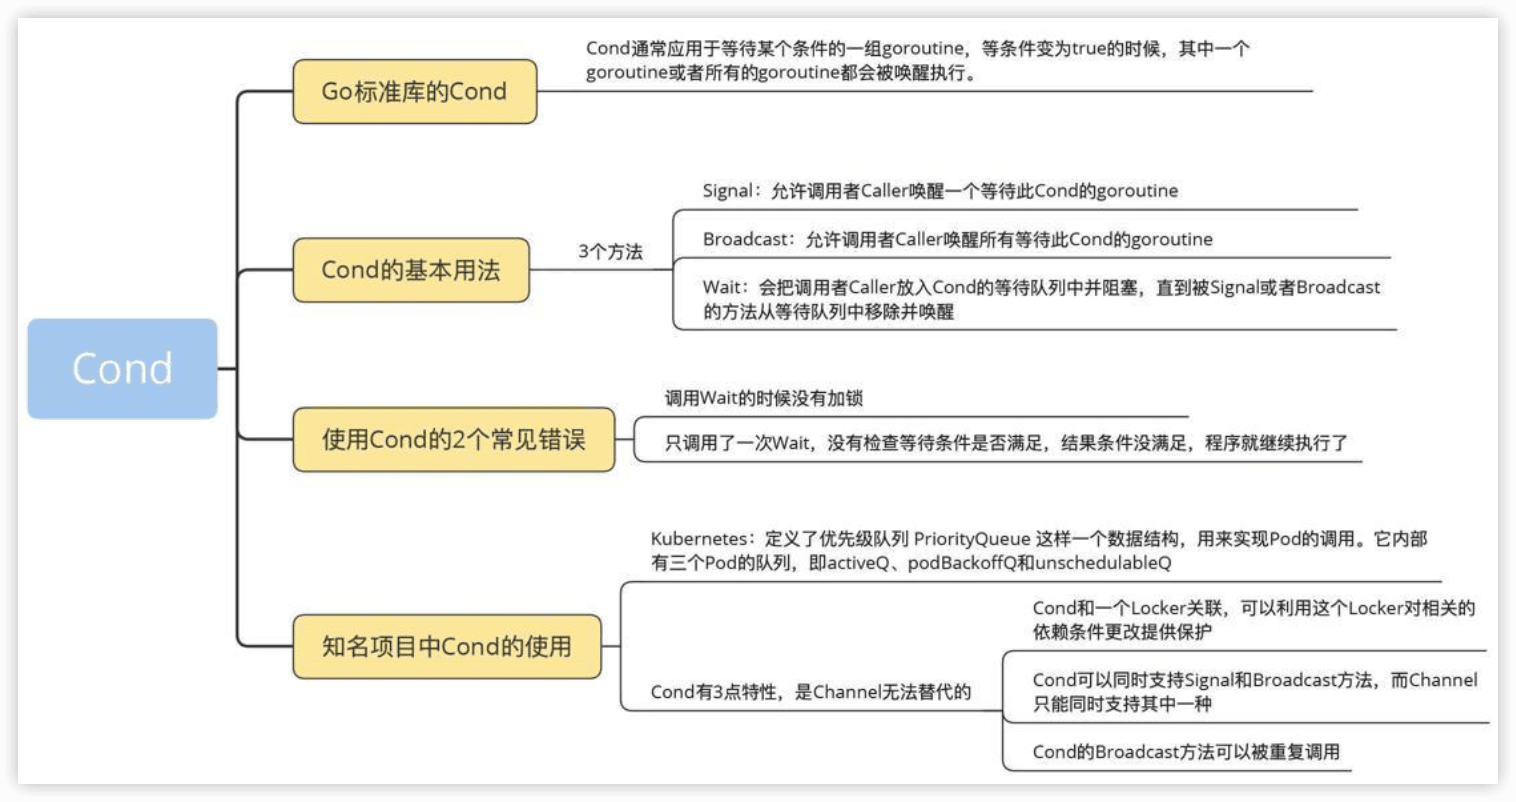 Cond
Go标准库的Cond
Cond通常应用于等待某个条件的一组goroutine，等条件变为true的时候，其中一个
goroutine或者所有的goroutine都会被唤醒执行。
Cond的基本用法
3个方法
Signal：允许调用者Caller唤醒一个等待此Cond的goroutine
Broadcast：允许调用者Caller唤醒所有等待此Cond的goroutine
Wait：会把调用者Caller放入Cond的等待队列中并阻塞，直到被Signal或者Broadcast
的方法从等待队列中移除并唤醒
使用Cond的2个常见错误
调用Wait的时候没有加锁
只调用了一次Wait，没有检查等待条件是否满足，结果条件没满足，程序就继续执行了
知名项目中Cond的使用
Kubernetes：定义了优先级队列 PriorityQueue 这样一个数据结构，用来实现Pod的调用。它内部
有三个Pod的队列，即activeQ、podBackoffQ和unschedulableQ
Cond有3点特性，是Channel无法替代的
Cond和一个Locker关联，可以利用这个Locker对相关的
依赖条件更改提供保护
Cond可以同时支持Signal和Broadcast方法，而Channel
只能同时支持其中一种
Cond的Broadcast方法可以被重复调用